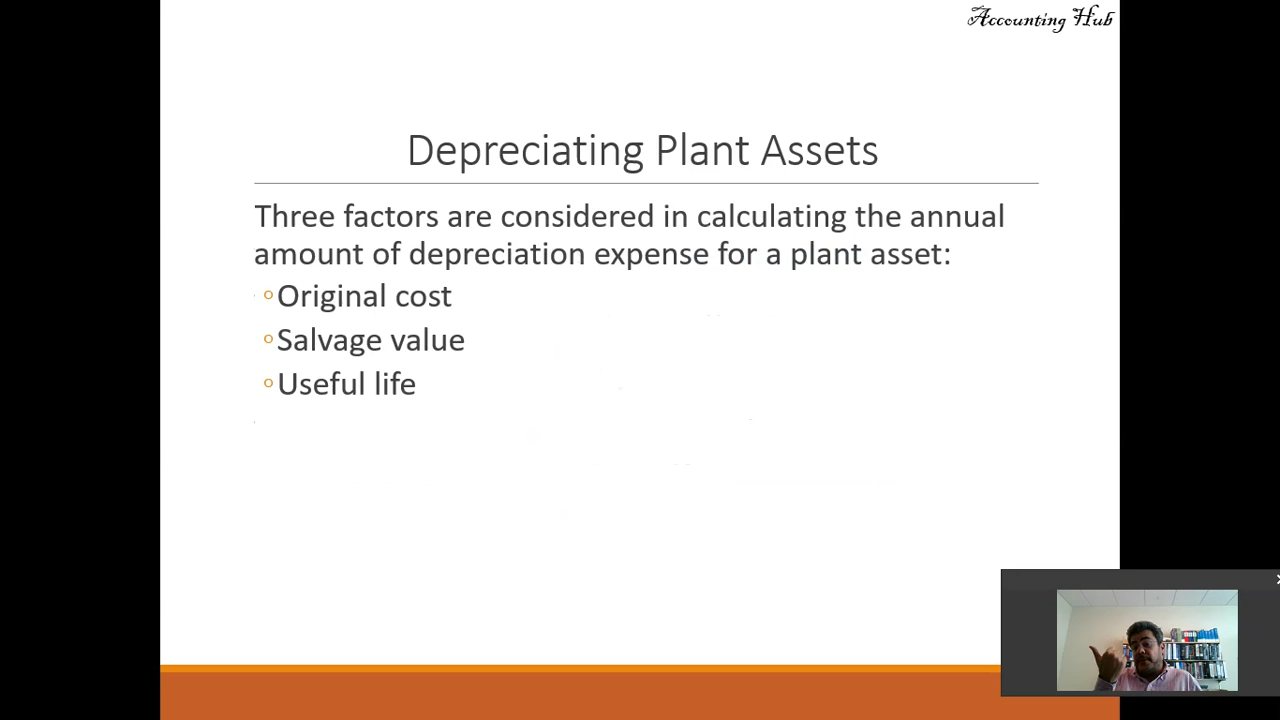 Accounting Hub
Depreciating Plant Assets
Three factors are considered in calculating the annual
amount of depreciation expense for a plant asset:
Original cost
Salvage value
Useful life